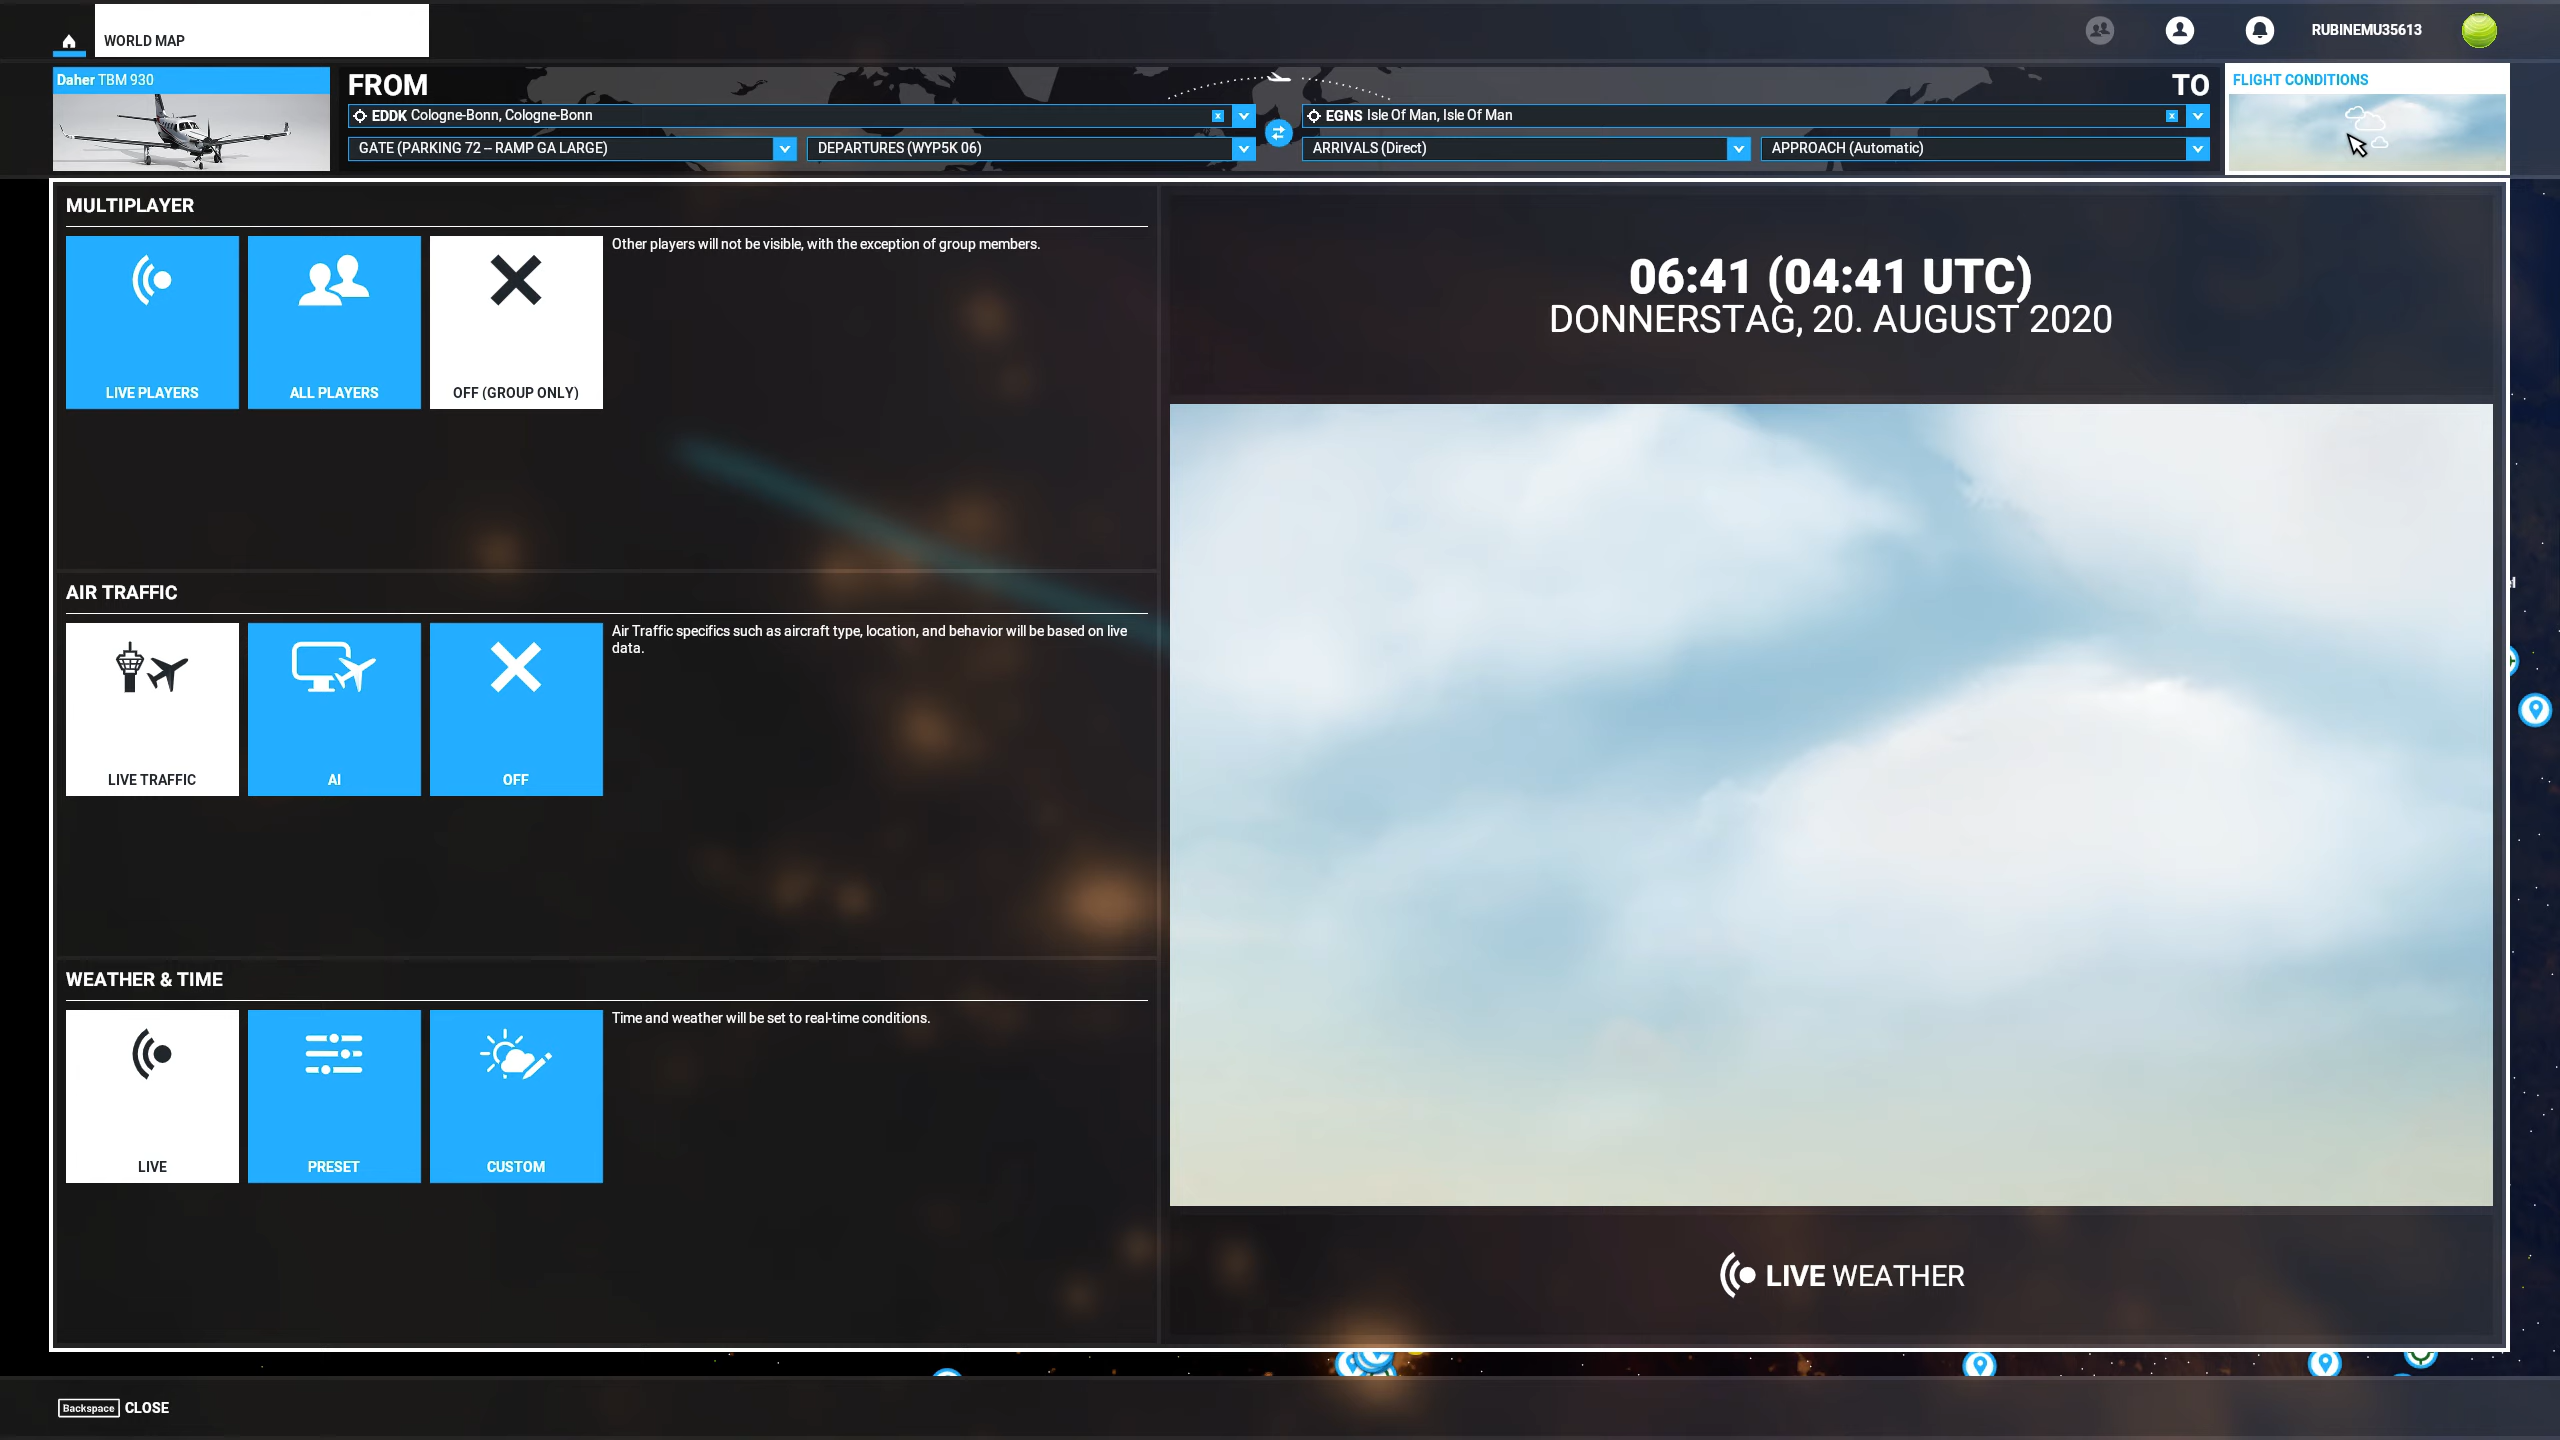 WORLD MAP
RUBINEMU35613
Daher TBM 930
FROM
TO
FLIGHT CONDITIONS
EDDK Cologne-Bonn, Cologne-Bonn
EGNS Isle Of Man, Isle Of Man
GATE (PARKING 72 – RAMP GA LARGE)
DEPARTURES (WYP5K 06)
ARRIVALS (Direct)
APPROACH (Automatic)
MULTIPLAYER
Other players will not be visible, with the exception of group members.
LIVE PLAYERS
ALL PLAYERS
OFF (GROUP ONLY)
AIR TRAFFIC
Air Traffic specifics such as aircraft type, location, and behavior will be based on live
data.
LIVE TRAFFIC
AI
OFF
WEATHER & TIME
Time and weather will be set to real-time conditions.
LIVE
PRESET
CUSTOM
06:41 (04:41 UTC)
DONNERSTAG, 20. AUGUST 2020
LIVE WEATHER
Backspace CLOSE